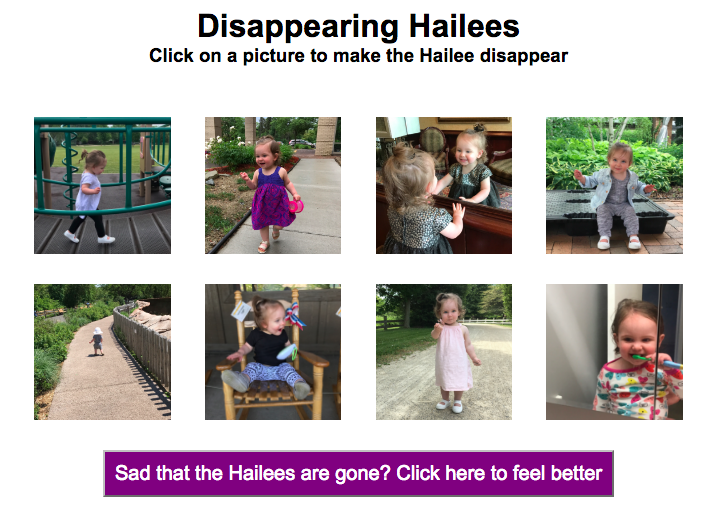 Disappearing Hailees
Click on a picture to make the Hailee disappear
Sad that the Hailees are gone? Click here to feel better